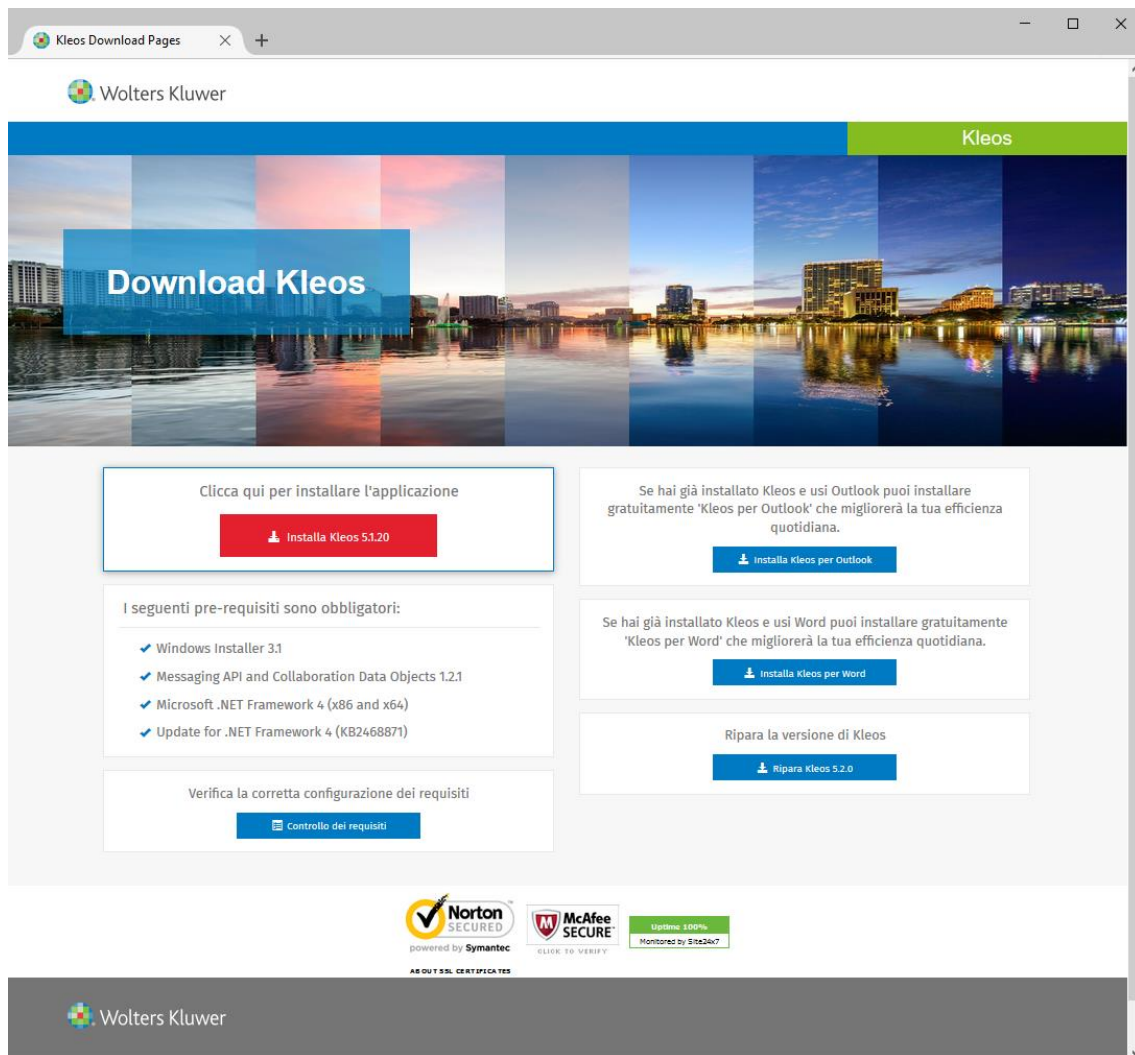 Kleos Download Pages
Wolters Kluwer
Kleos
Download Kleos
Clicca qui per installare l'applicazione
Installa Kleos 5.1.20
I seguenti pre-requisiti sono obbligatori:
Windows Installer 3.1
Messaging API and Collaboration Data Objects 1.2.1
Microsoft .NET Framework 4 (x86 and x64)
Update for .NET Framework 4 (KB2468871)
Verifica la corretta configurazione dei requisiti
Controllo dei requisiti
Se hai già installato Kleos e usi Outlook puoi installare
gratuitamente 'Kleos per Outlook' che migliorerà la tua efficienza
quotidiana.
Installa Kleos per Outlook
Se hai già installato Kleos e usi Word puoi installare gratuitamente
'Kleos per Word' che migliorerà la tua efficienza quotidiana.
Installa Kleos per Word
Ripara la versione di Kleos
Ripara Kleos 5.2.0
Norton
SECURED
powered by Symantec
ABOUT SSL CERTIFICATES
McAfee
SECURE
CLICK TO VERIFY
Uptime 100%
Monitored by Site24x7
Wolters Kluwer